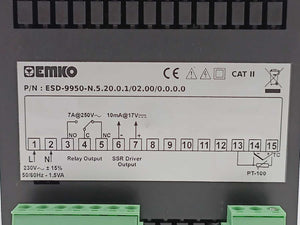 EMKO CE CAT II
P/N : ESD-9950-N.5.20.0.1/02.00/0.0.0.0
7A@250V~ 10mA@17V
NO C NC
1 2 3 4 5 6 7 8 9 10 11 12 13 14 15
L N Relay Output SSR Driver Output TC
230V~ ± 15%
50/60Hz - 1,5VA PT-100